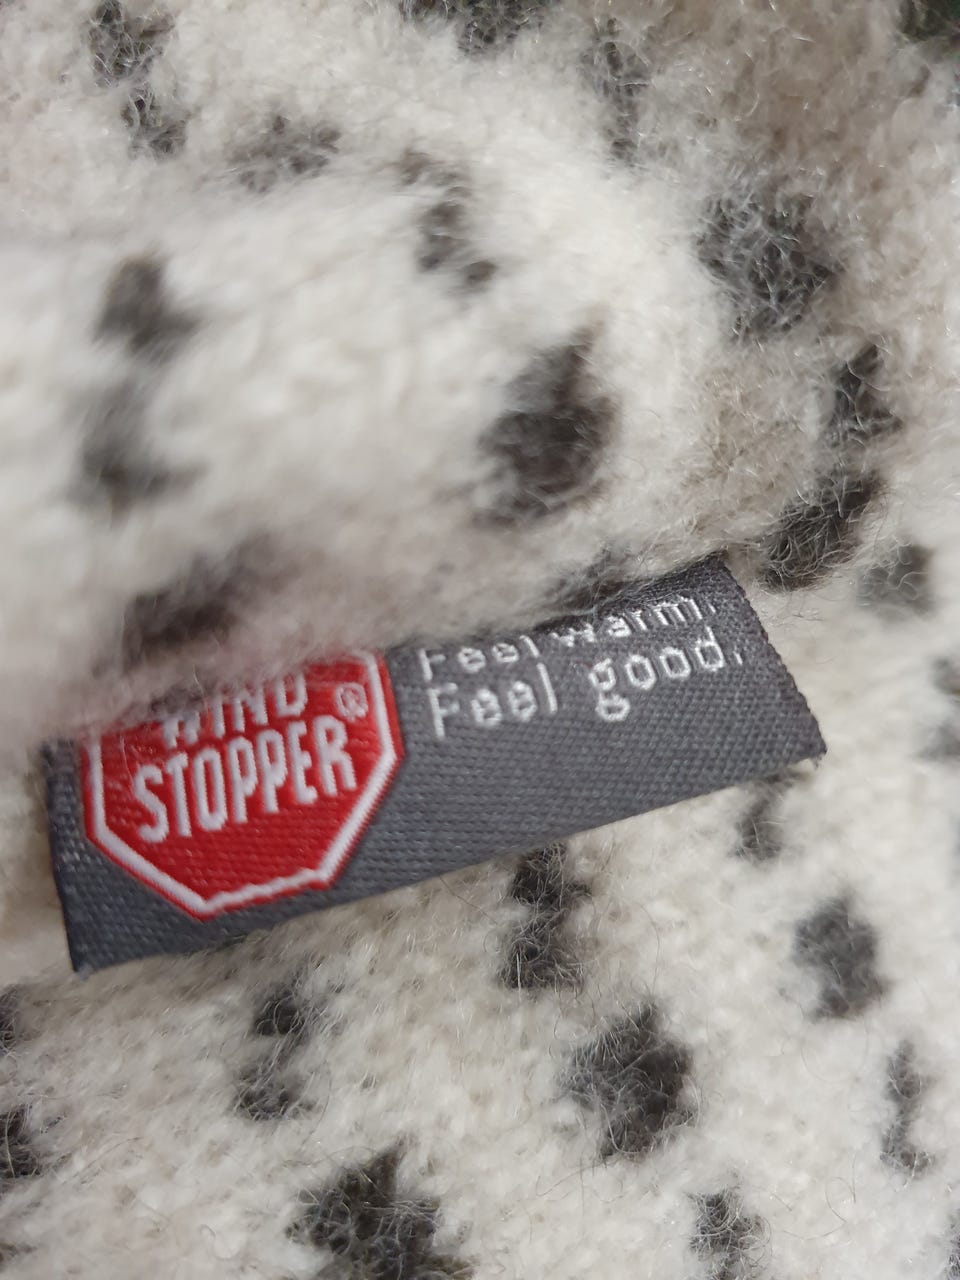 WIND
STOPPER®
Feel warm.
Feel good.